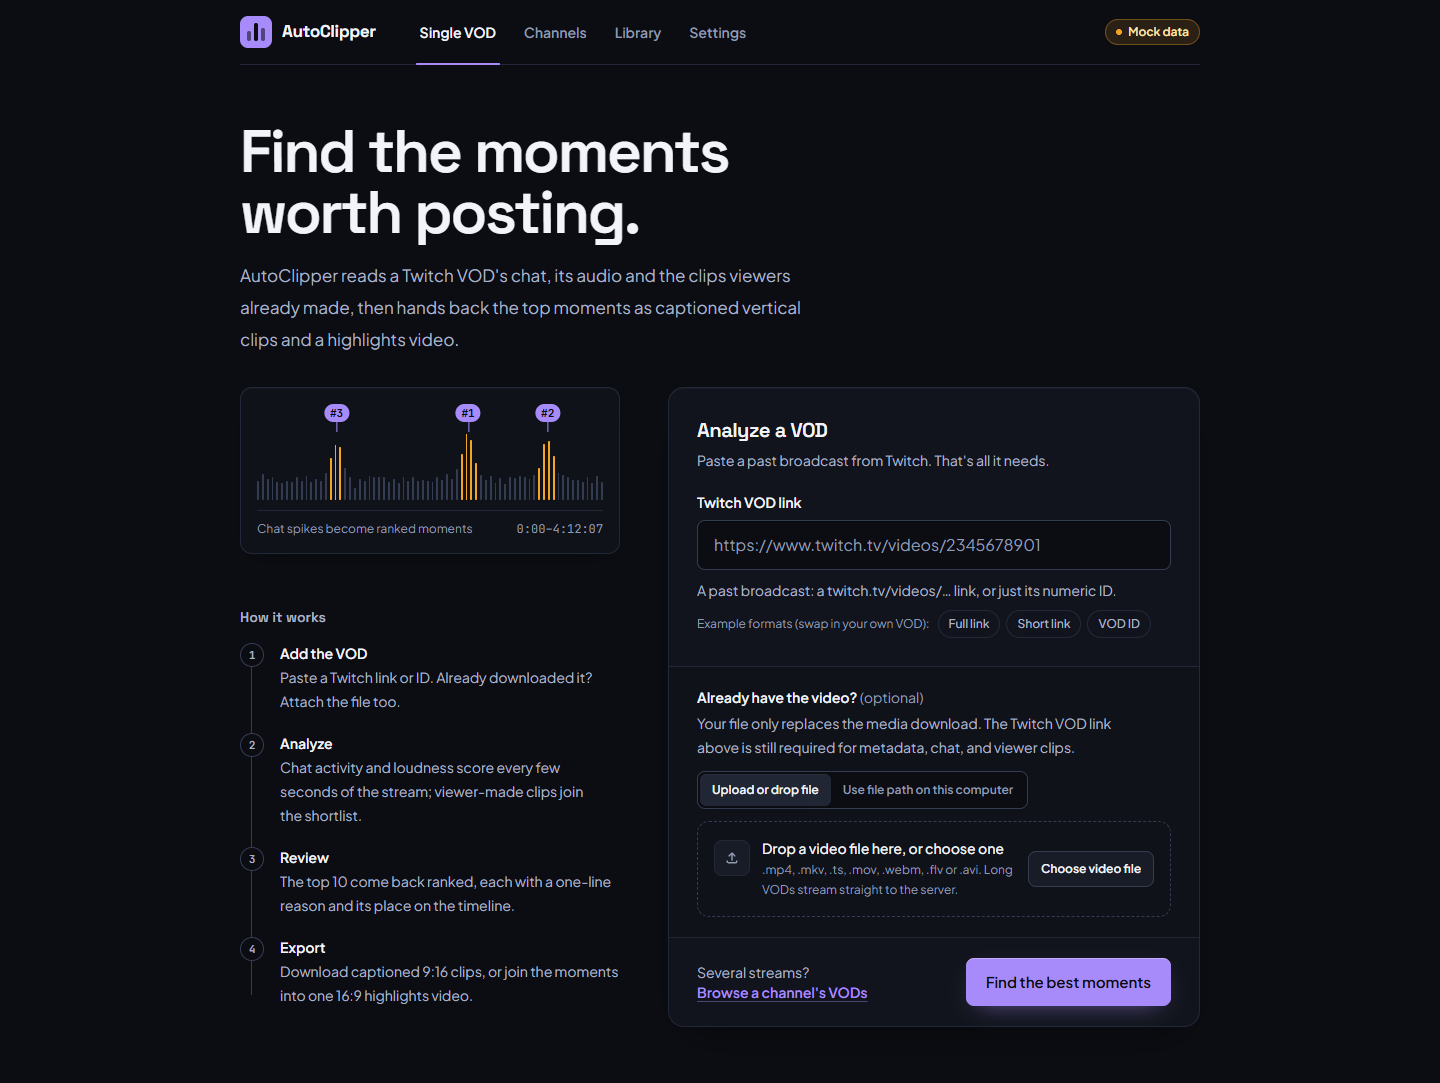 AutoClipper
Single VOD
Channels
Library
Settings
Mock data
Find the moments
worth posting.
AutoClipper reads a Twitch VOD's chat, its audio and the clips viewers
already made, then hands back the top moments as captioned vertical
clips and a highlights video.
#3
#1
#2
Chat spikes become ranked moments
0:00–4:12:07
How it works
1
Add the VOD
Paste a Twitch link or ID. Already downloaded it?
Attach the file too.
2
Analyze
Chat activity and loudness score every few
seconds of the stream; viewer-made clips join
the shortlist.
3
Review
The top 10 come back ranked, each with a one-line
reason and its place on the timeline.
4
Export
Download captioned 9:16 clips, or join the moments
into one 16:9 highlights video.
Analyze a VOD
Paste a past broadcast from Twitch. That's all it needs.
Twitch VOD link
https://www.twitch.tv/videos/2345678901
A past broadcast: a twitch.tv/videos/… link, or just its numeric ID.
Example formats (swap in your own VOD):
Full link
Short link
VOD ID
Already have the video? (optional)
Your file only replaces the media download. The Twitch VOD link
above is still required for metadata, chat, and viewer clips.
Upload or drop file
Use file path on this computer
Drop a video file here, or choose one
.mp4, .mkv, .ts, .mov, .webm, .flv or .avi. Long
VODs stream straight to the server.
Choose video file
Several streams?
Browse a channel's VODs
Find the best moments